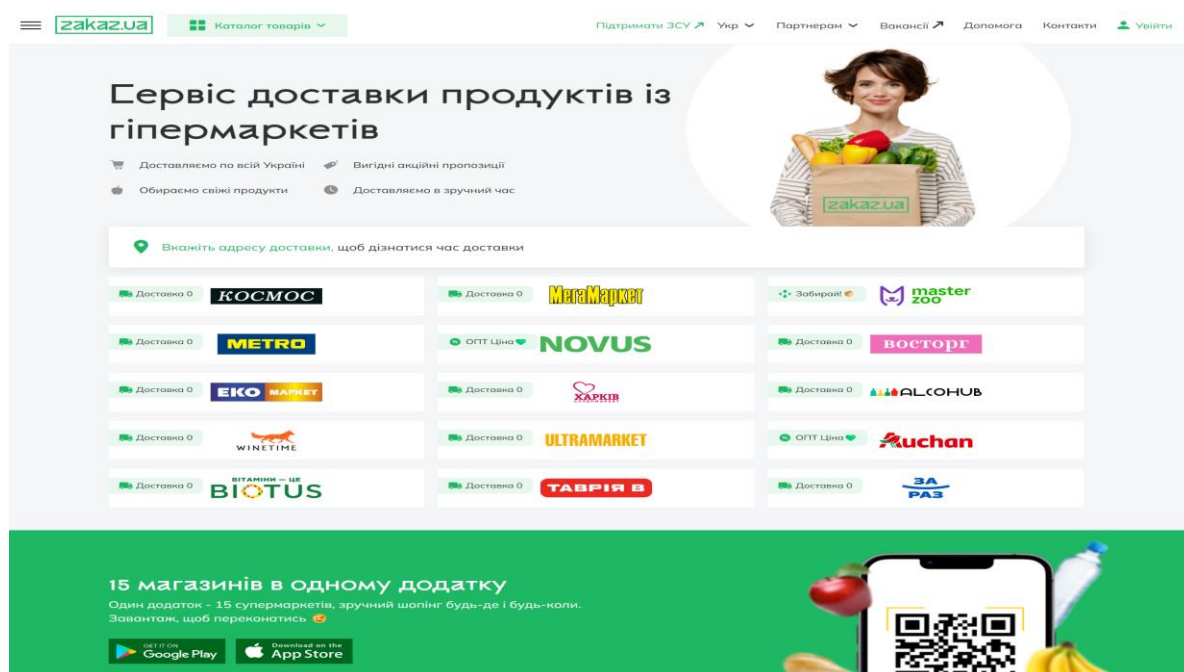 zakaz.ua Каталог товарів Підтримати ЗСУ Укр Партнерам Вакансії Допомога Контакти Увійти
Сервіс доставки продуктів із
гіпермаркетів
Доставляємо по всій Україні Вигідні акційні пропозиції
Обираємо свіжі продукти Доставляємо в зручний час
zakaz.ua
Вкажіть адресу доставки, щоб дізнатися час доставки
Доставка 0 КОСМОС Доставка 0 МегаМаркет Забирай! master zoo
Доставка 0 METRO ОПТ Ціна NOVUS Доставка 0 ВОСТОРГ
Доставка 0 ЕКО МАРКЕТ Доставка 0 ХАРКІВ Доставка 0 ALCOHUB
Доставка 0 WINETIME Доставка 0 ULTRAMARKET ОПТ Ціна Auchan
Доставка 0 ВІТАМІНИ — ЦЕ BIOTUS Доставка 0 ТАВРІЯ В Доставка 0 ЗА РАЗ
15 магазинів в одному додатку
Один додаток - 15 супермаркетів, зручний шопінг будь-де і будь-коли.
Завантаж, щоб переконатись
GET IT ON Google Play Download on the App Store